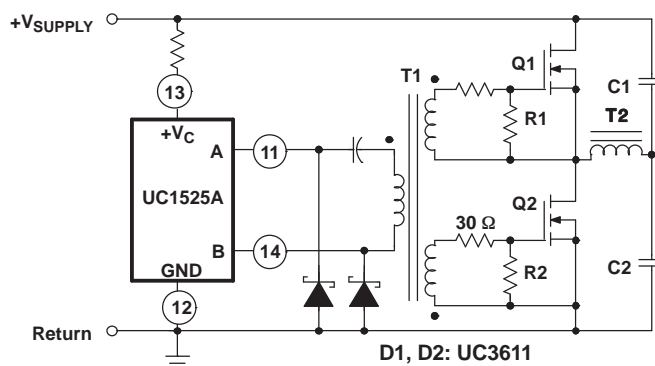 +VSUPPLY
Q1
T1
C1
13
R1
T2
+VC
A
11
UC1525A
Q2
30 Ω
B
14
C2
GND
R2
12
Return
D1, D2: UC3611